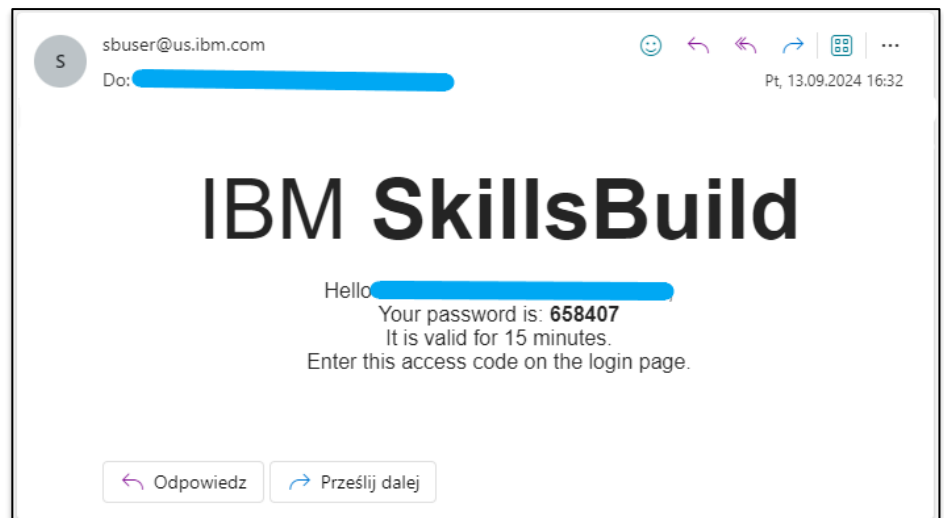 S
sbuser@us.ibm.com
Do:
Pt, 13.09.2024 16:32
IBM SkillsBuild
Hello
Your password is: 658407
It is valid for 15 minutes.
Enter this access code on the login page.
Odpowiedz
Prześlij dalej